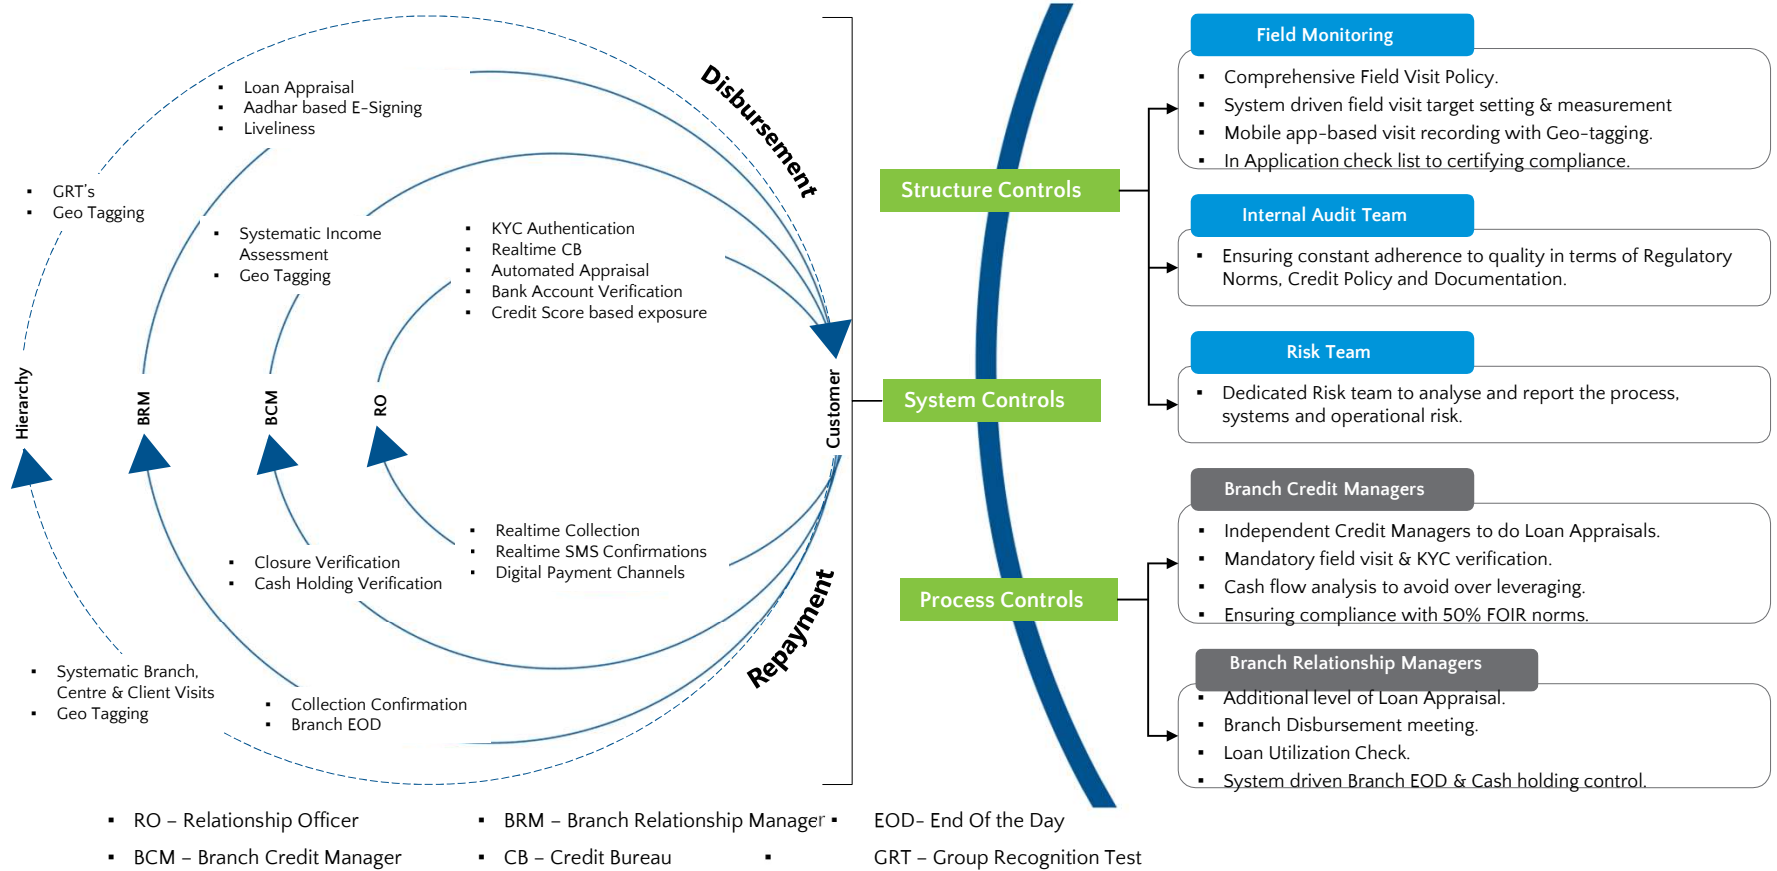 Disbursement
▪ Loan Appraisal
▪ Aadhar based E-Signing
▪ Liveliness
▪ GRT's
▪ Geo Tagging
▪ Systematic Income
Assessment
▪ Geo Tagging
▪ KYC Authentication
▪ Realtime CB
▪ Automated Appraisal
▪ Bank Account Verification
▪ Credit Score based exposure
Hierarchy
BRM
BCM
RO
Customer
▪ Realtime Collection
▪ Realtime SMS Confirmations
▪ Digital Payment Channels
▪ Closure Verification
▪ Cash Holding Verification
▪ Systematic Branch,
Centre & Client Visits
▪ Geo Tagging
▪ Collection Confirmation
▪ Branch EOD
Repayment
Structure Controls
System Controls
Process Controls
Field Monitoring
▪ Comprehensive Field Visit Policy.
▪ System driven field visit target setting & measurement
▪ Mobile app-based visit recording with Geo-tagging.
▪ In Application check list to certifying compliance.
Internal Audit Team
▪ Ensuring constant adherence to quality in terms of Regulatory
Norms, Credit Policy and Documentation.
Risk Team
▪ Dedicated Risk team to analyse and report the process,
systems and operational risk.
Branch Credit Managers
▪ Independent Credit Managers to do Loan Appraisals.
▪ Mandatory field visit & KYC verification.
▪ Cash flow analysis to avoid over leveraging.
▪ Ensuring compliance with 50% FOIR norms.
Branch Relationship Managers
▪ Additional level of Loan Appraisal.
▪ Branch Disbursement meeting.
▪ Loan Utilization Check.
▪ System driven Branch EOD & Cash holding control.
▪ RO – Relationship Officer
▪ BRM – Branch Relationship Manager
▪ EOD- End Of the Day
▪ BCM – Branch Credit Manager
▪ CB – Credit Bureau
▪ GRT – Group Recognition Test